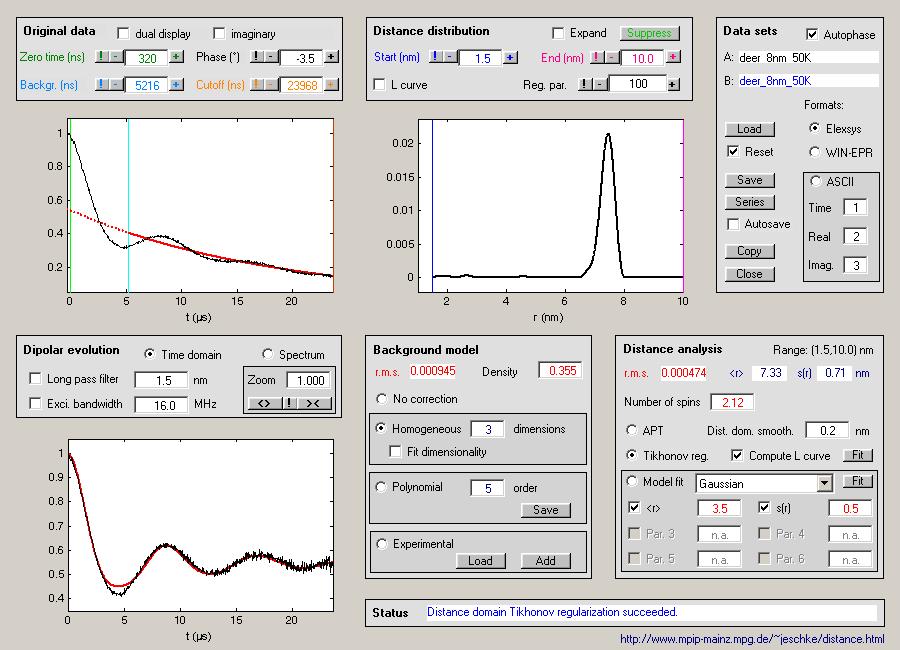 Original data
dual display
imaginary
Zero time (ns) ! - 320 + Phase (°) ! - -3.5 +
Backgr. (ns) ! - 5216 + Cutoff (ns) ! - 23968 +
1
0.8
0.6
0.4
0.2
0 5 10 15 20
t (µs)
Distance distribution
Expand
Suppress
Start (nm) ! - 1.5 + End (nm) ! - 10.0 +
L curve
Reg. par. ! - 100 +
0.02
0.015
0.01
0.005
0
2 4 6 8 10
r (nm)
Data sets
Autophase
A: deer_8nm_50K
B: deer_8nm_50K
Formats:
Load
Elexsys
Reset
WIN-EPR
Save
ASCII
Series
Time 1
Autosave
Real 2
Copy
Imag. 3
Close
Dipolar evolution
Time domain
Spectrum
Long pass filter 1.5 nm
Zoom 1.000
Exci. bandwidth 16.0 MHz
<> ! ><
1
0.9
0.8
0.7
0.6
0.5
0.4
0 5 10 15 20
t (µs)
Background model
r.m.s. 0.000945 Density 0.355
No correction
Homogeneous 3 dimensions
Fit dimensionality
Polynomial 5 order
Save
Experimental
Load Add
Distance analysis Range: (1.5,10.0) nm
r.m.s. 0.000474 <r> 7.33 s(r) 0.71 nm
Number of spins 2.12
APT Dist. dom. smooth. 0.2 nm
Tikhonov reg. Compute L curve Fit
Model fit Gaussian Fit
<r> 3.5 s(r) 0.5
Par. 3 n.a. Par. 4 n.a.
Par. 5 n.a. Par. 6 n.a.
Status Distance domain Tikhonov regularization succeeded.
http://www.mpip-mainz.mpg.de/~jeschke/distance.html